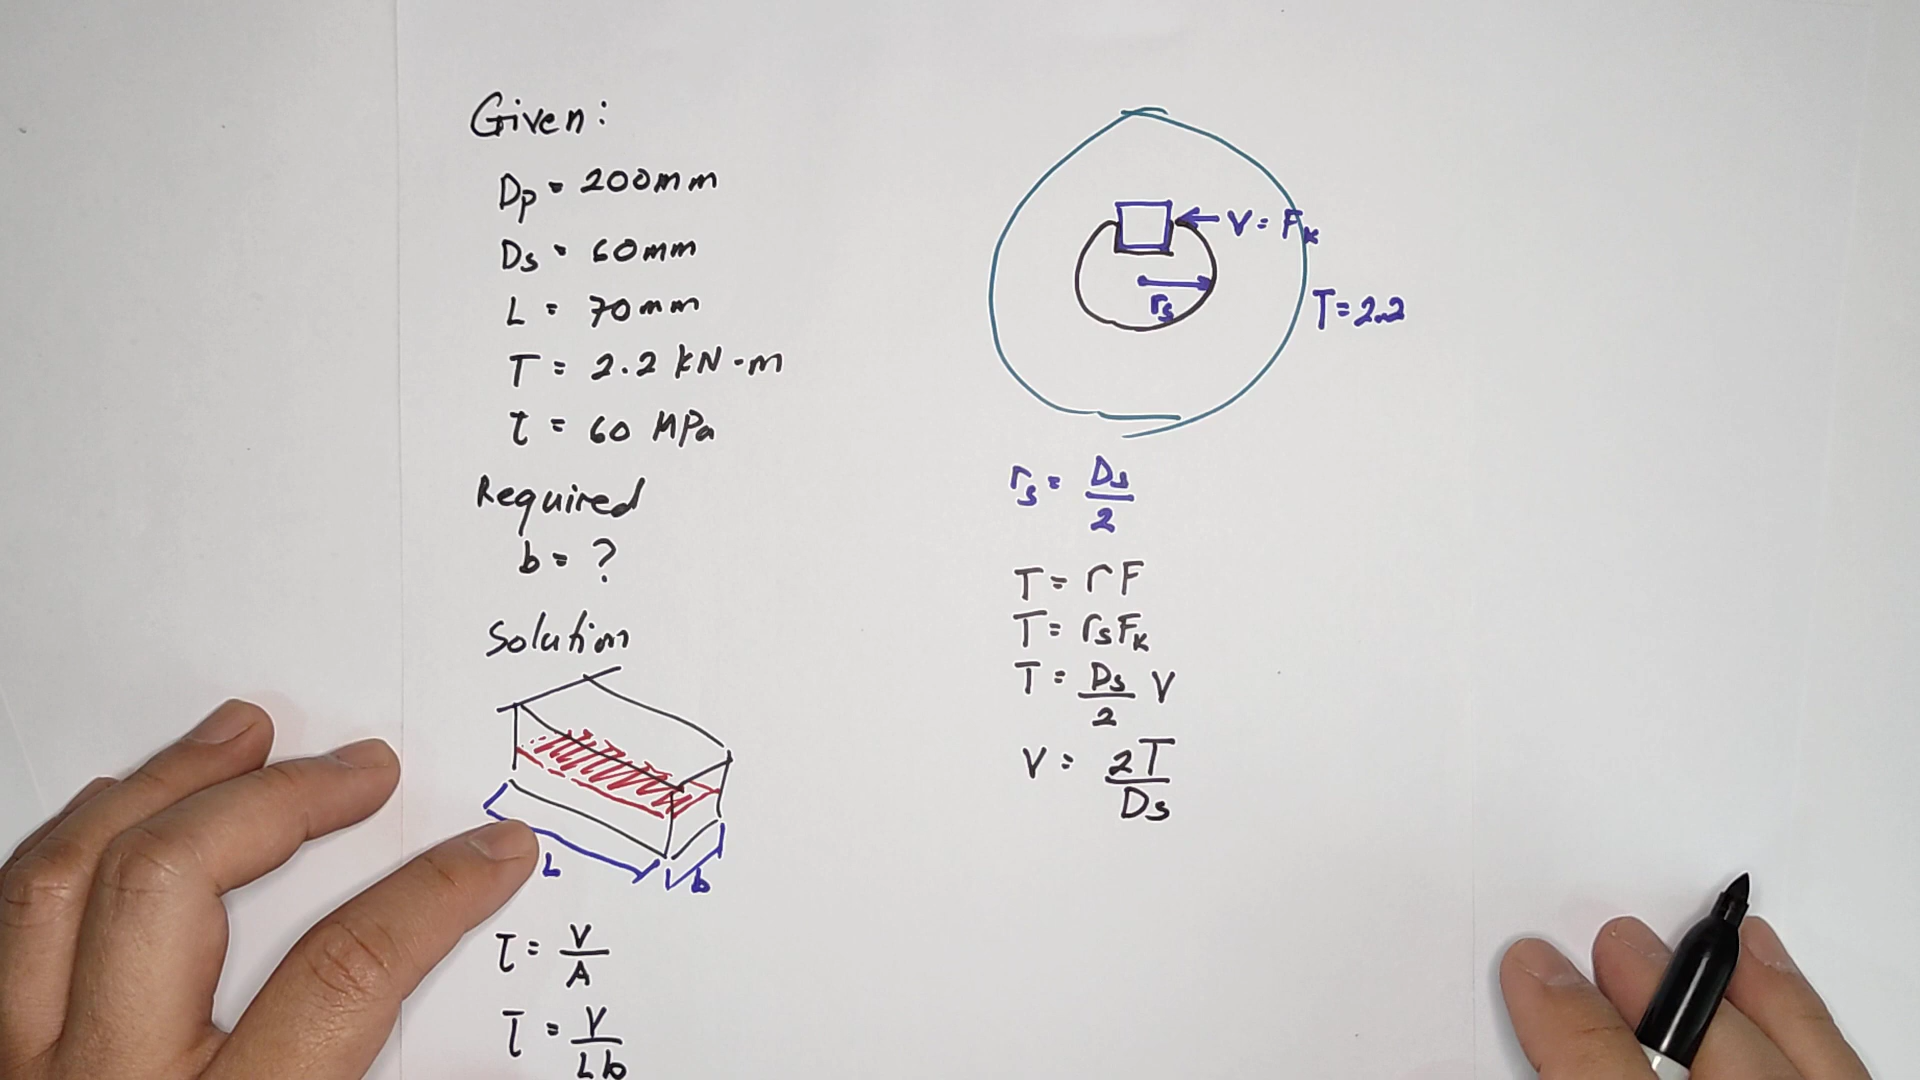 Given:
Dp = 200mm
Ds = 60mm
L = 70mm
T = 2.2 kN-m
τ = 60 MPa
Required
b = ?
Solution
L
b
τ = V/A
τ = V/Lb
V = Fk
rs
T = 2.2
rs = Ds/2
T = rF
T = rsFk
T = Ds/2 V
V = 2T/Ds